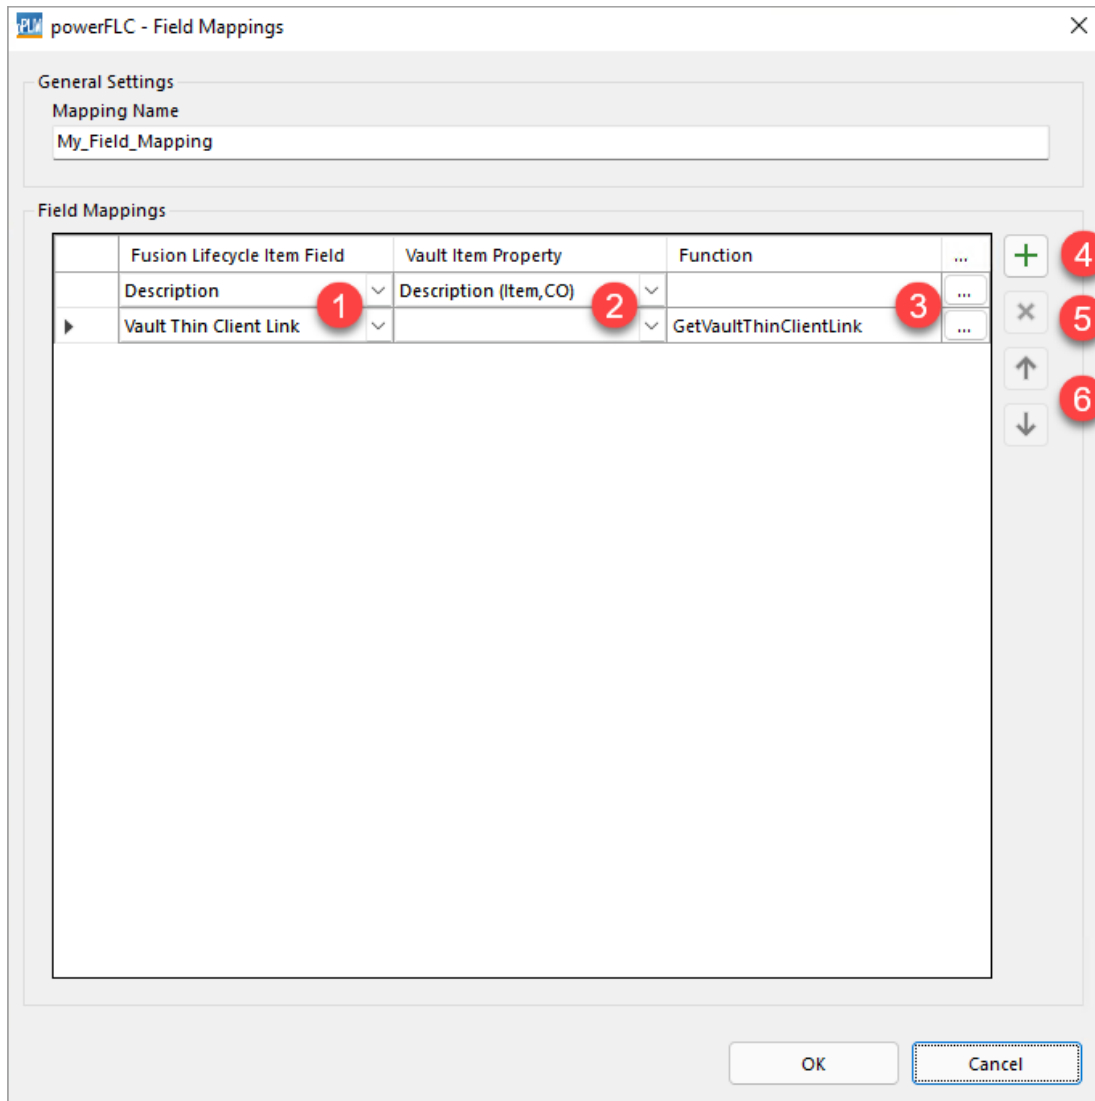 powerFLC - Field Mappings
General Settings
Mapping Name
My_Field_Mapping
Field Mappings
Fusion Lifecycle Item Field Vault Item Property Function ...
Description 1 Description (Item,CO) 2 3 ...
Vault Thin Client Link GetVaultThinClientLink ...
4
5
6
OK Cancel